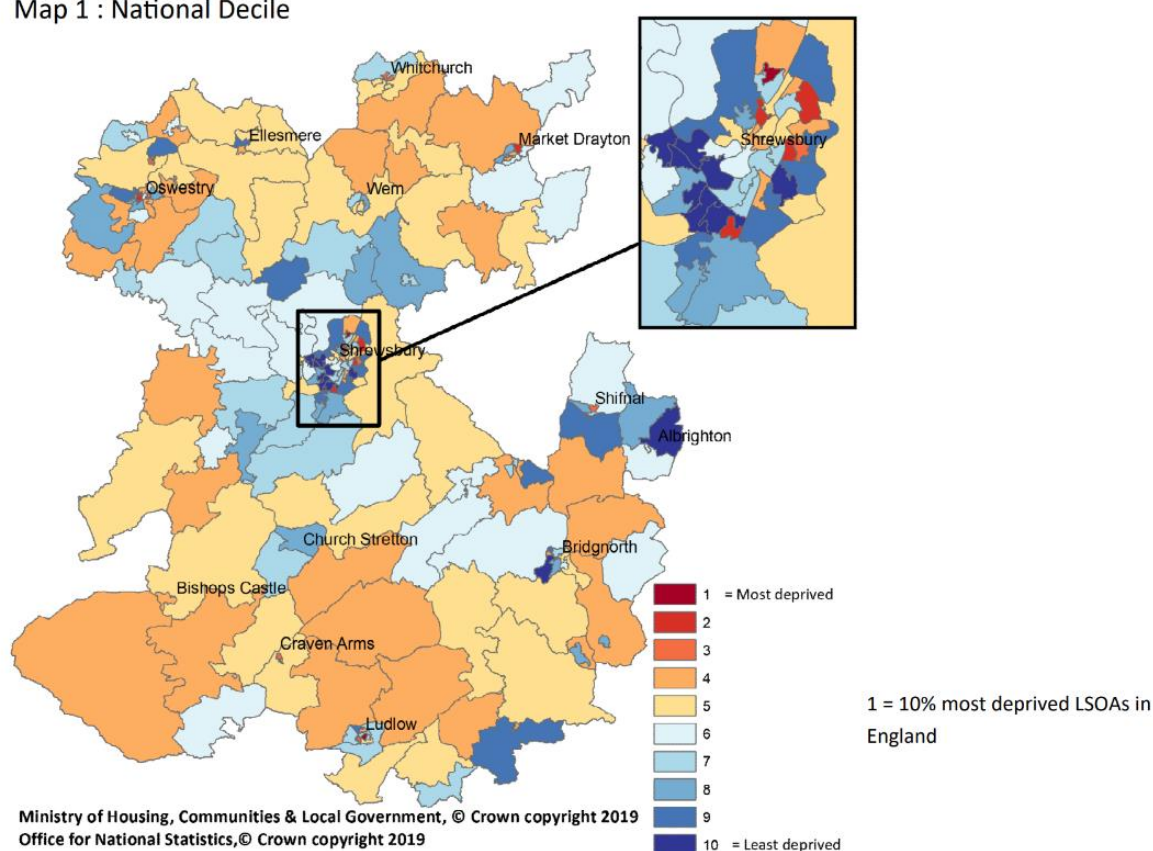 Map 1 : National Decile
Whitchurch
Ellesmere
Market Drayton
Shrewsbury
Oswestry
Wem
Shrewsbury
Shifnal
Albrighton
Church Stretton
Bridgnorth
Bishops Castle
1 = Most deprived
2
Craven Arms
3
4
5
1 = 10% most deprived LSOAs in
England
Ludlow
6
7
8
9
10 = Least deprived
Ministry of Housing, Communities & Local Government, © Crown copyright 2019
Office for National Statistics,© Crown copyright 2019